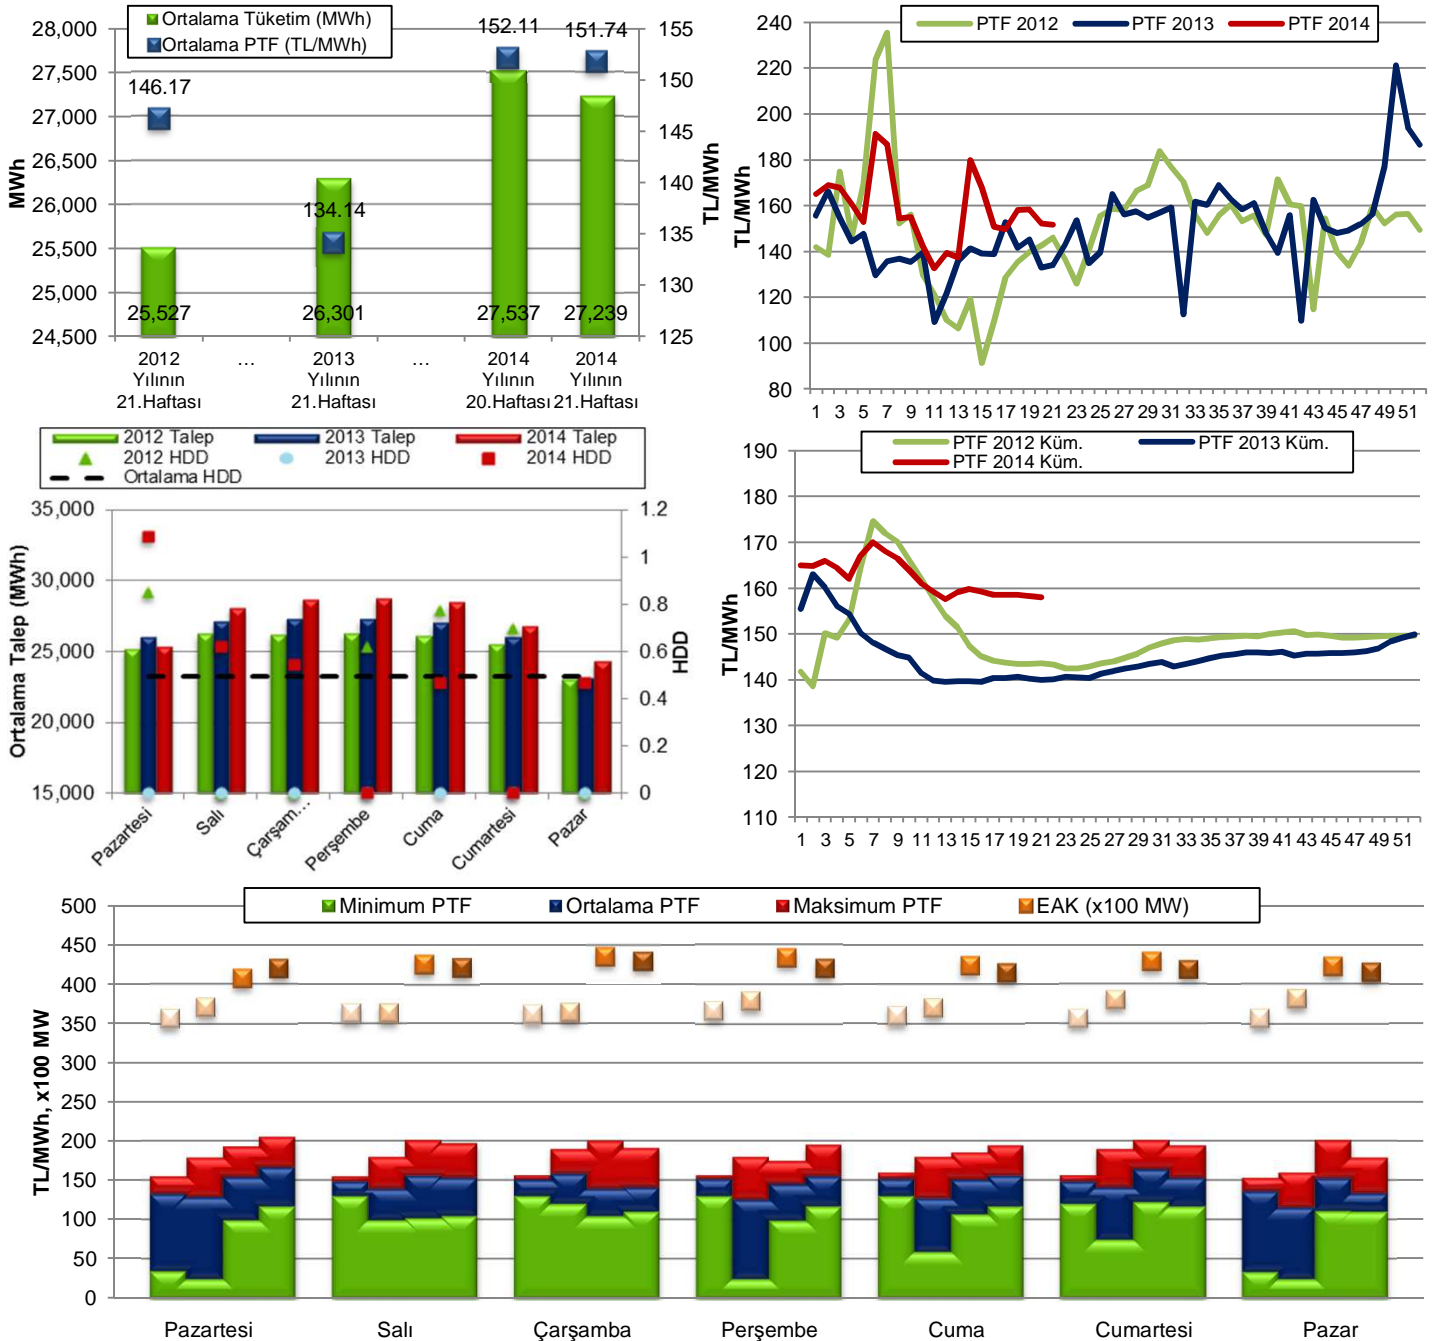 Ortalama Tüketim (MWh)
Ortalama PTF (TL/MWh)
28,000
27,500
27,000
26,500
26,000
25,500
25,000
24,500
MWh
155
150
145
140
135
130
125
TL/MWh
146.17
134.14
152.11
151.74
25,527
26,301
27,537
27,239
2012 Yılının 21.Haftası
...
2013 Yılının 21.Haftası
...
2014 Yılının 20.Haftası
2014 Yılının 21.Haftası
PTF 2012 PTF 2013 PTF 2014
240
220
200
180
160
140
120
100
80
TL/MWh
1 3 5 7 9 11 13 15 17 19 21 23 25 27 29 31 33 35 37 39 41 43 45 47 49 51
2012 Talep 2013 Talep 2014 Talep
2012 HDD 2013 HDD 2014 HDD
Ortalama HDD
35,000
30,000
25,000
20,000
15,000
Ortalama Talep (MWh)
1.2
1
0.8
0.6
0.4
0.2
0
HDD
Pazartesi
Salı
Çarşam...
Perşembe
Cuma
Cumartesi
Pazar
PTF 2012 Küm. PTF 2013 Küm.
PTF 2014 Küm.
190
180
170
160
150
140
130
120
110
TL/MWh
1 3 5 7 9 11 13 15 17 19 21 23 25 27 29 31 33 35 37 39 41 43 45 47 49 51
Minimum PTF Ortalama PTF Maksimum PTF EAK (x100 MW)
500
450
400
350
300
250
200
150
100
50
0
TL/MWh, x100 MW
Pazartesi Salı Çarşamba Perşembe Cuma Cumartesi Pazar